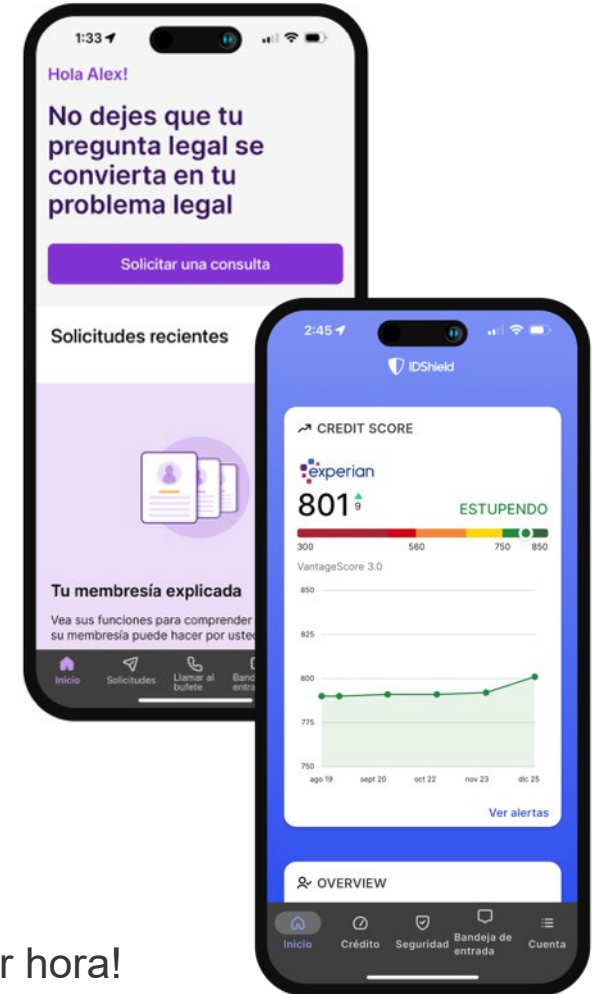 1:33
Hola Alex!
No dejes que tu
pregunta legal se
convierta en tu
problema legal
Solicitar una consulta
Solicitudes recientes
Tu membresía explicada
Vea sus funciones para comprender
su membresía puede hacer por uste
Inicio
Solicitudes
Llamar al
bufete
Band
entra
2:45
IDShield
CREDIT SCORE
experian
801 9 ESTUPENDO
300 560 750 850
VantageScore 3.0
850
825
800
775
750
ago 19 sept 20 oct 22 nov 23 dic 25
Ver alertas
OVERVIEW
Inicio
Crédito
Seguridad
Bandeja de
entrada
Cuenta
r hora!